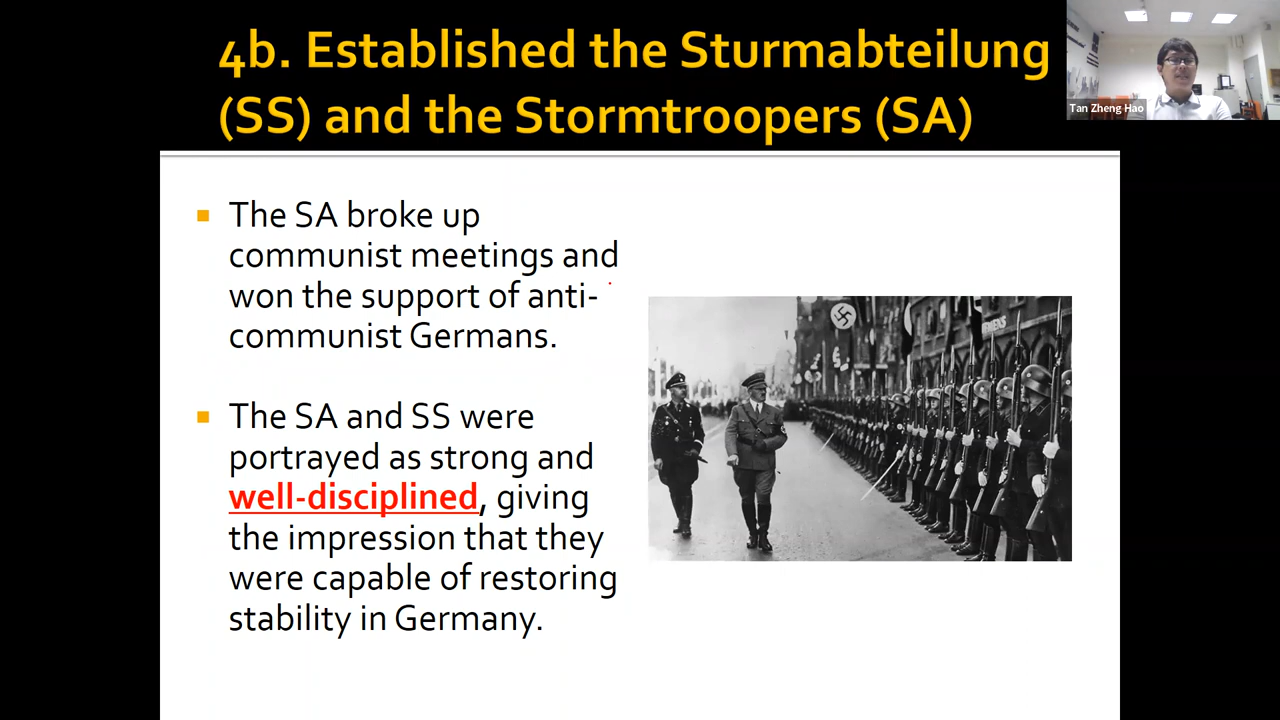 4b. Established the Sturmabteilung
(SS) and the Stormtroopers (SA)
Tan Zheng Hao
▪ The SA broke up
communist meetings and
won the support of anti-
communist Germans.
▪ The SA and SS were
portrayed as strong and
well-disciplined, giving
the impression that they
were capable of restoring
stability in Germany.